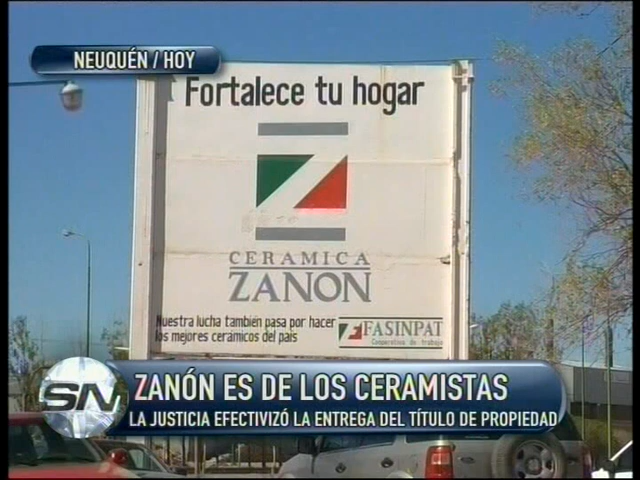 NEUQUÉN / HOY
Fortalece tu hogar
Z
CERAMICA
ZANON
Nuestra lucha también pasa por hacer
los mejores cerámicos del país
FASINPAT
Cooperativa de trabajo
SN
ZANÓN ES DE LOS CERAMISTAS
LA JUSTICIA EFECTIVIZÓ LA ENTREGA DEL TÍTULO DE PROPIEDAD